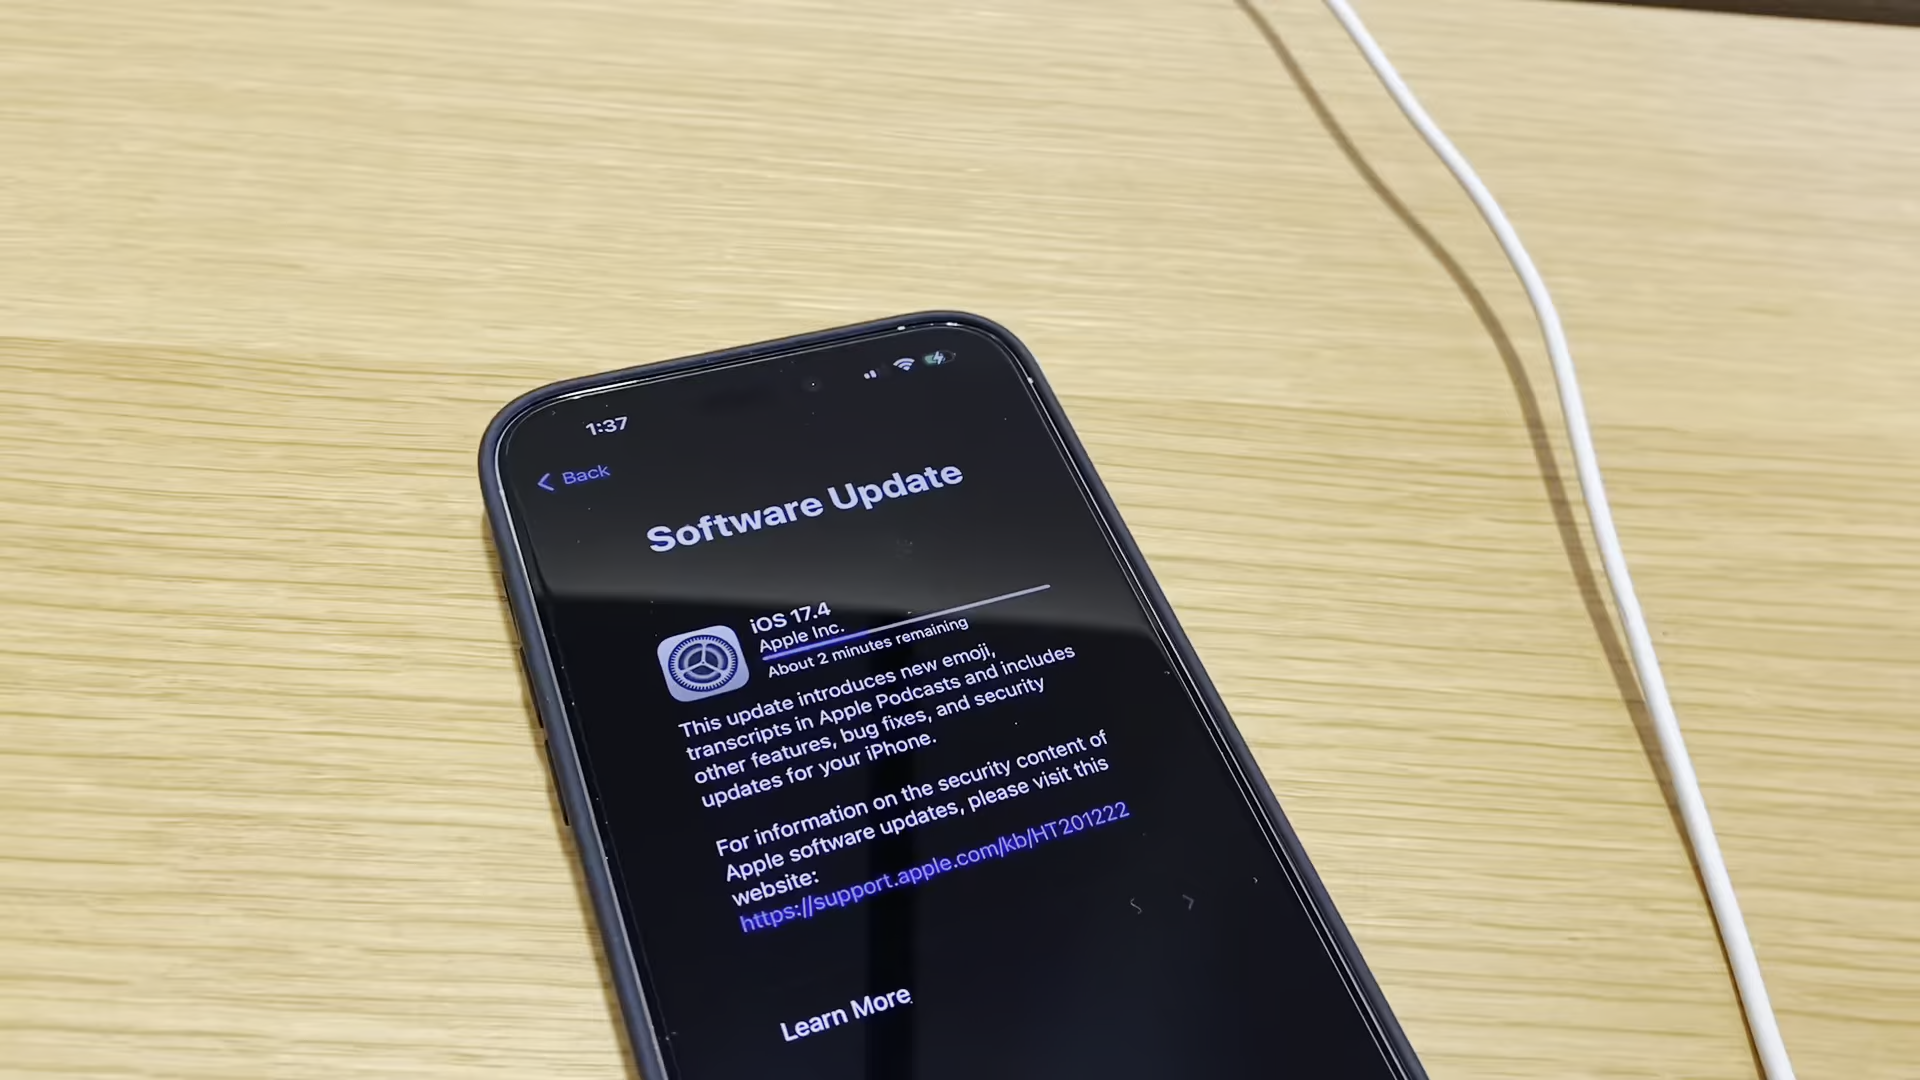 1:37
Back
Software Update
iOS 17.4
Apple Inc.
About 2 minutes remaining
This update introduces new emoji,
transcripts in Apple Podcasts and includes
other features, bug fixes, and security
updates for your iPhone.
For information on the security content of
Apple software updates, please visit this
website:
https://support.apple.com/kb/HT201222
Learn More